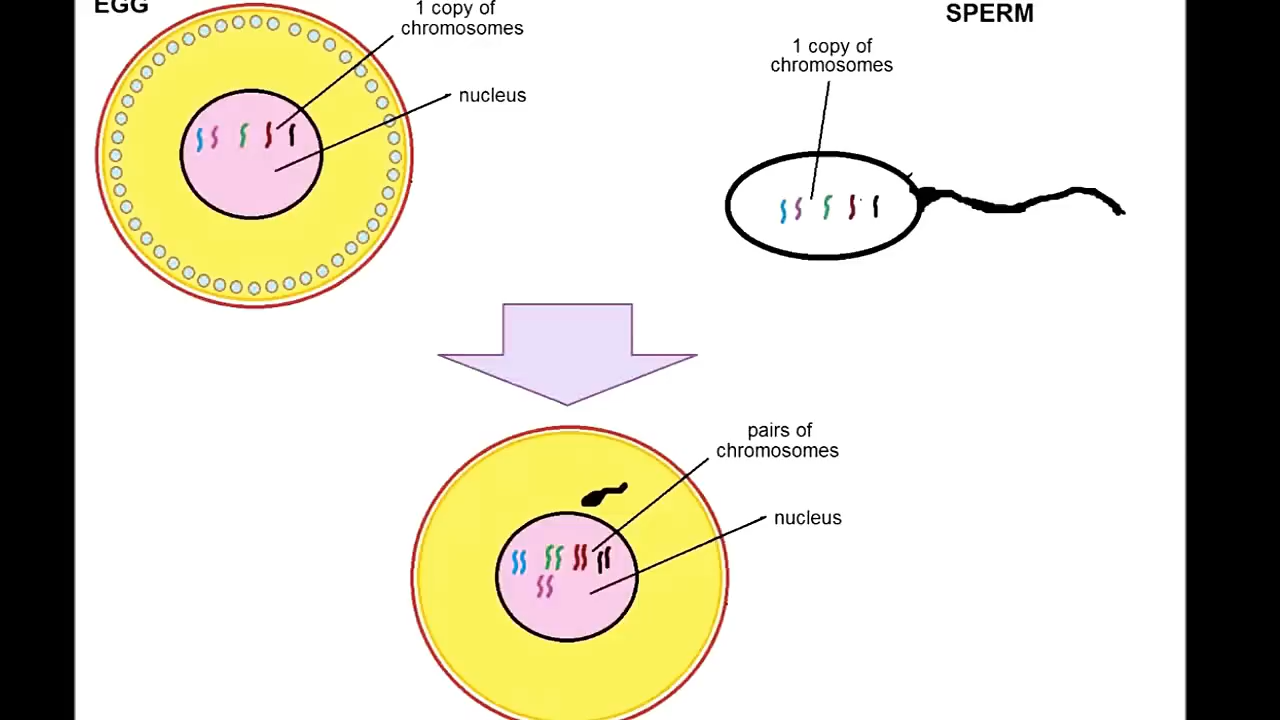 EGG
1 copy of
chromosomes
nucleus
SPERM
1 copy of
chromosomes
pairs of
chromosomes
nucleus